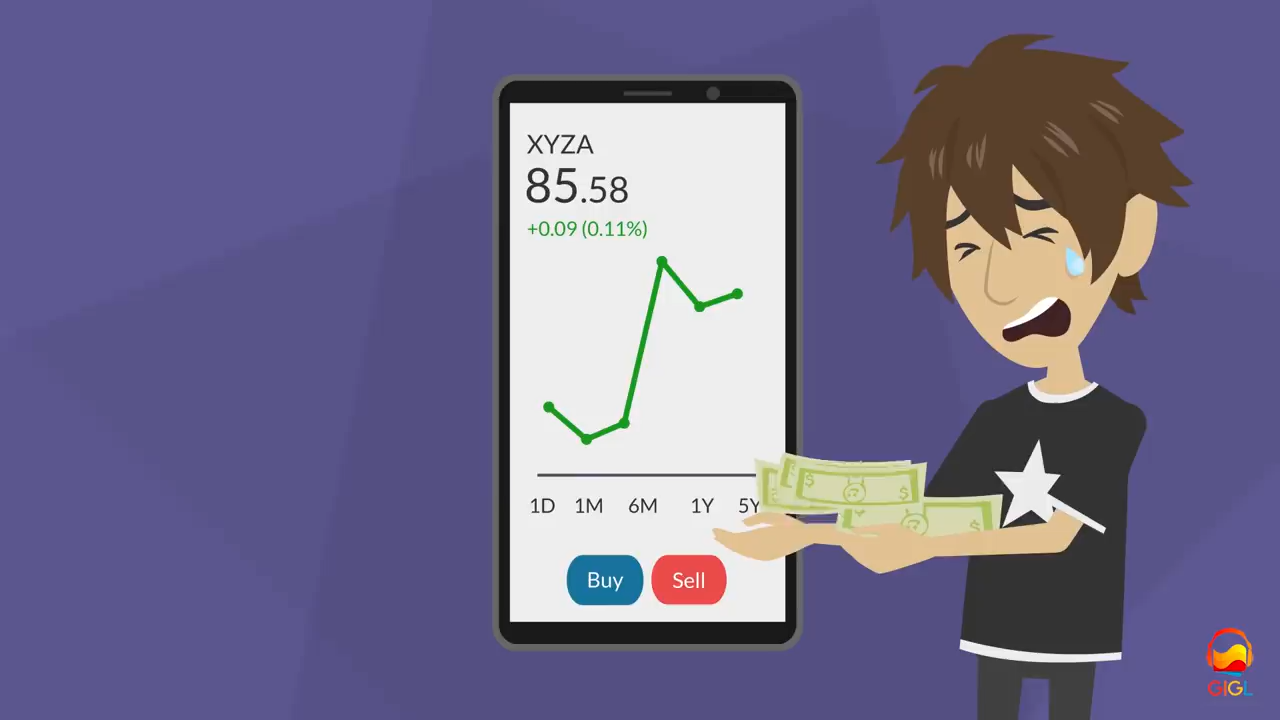 XYZA
85.58
+0.09 (0.11%)
1D 1M 6M 1Y 5Y
Buy Sell
$ $
$
GIGL